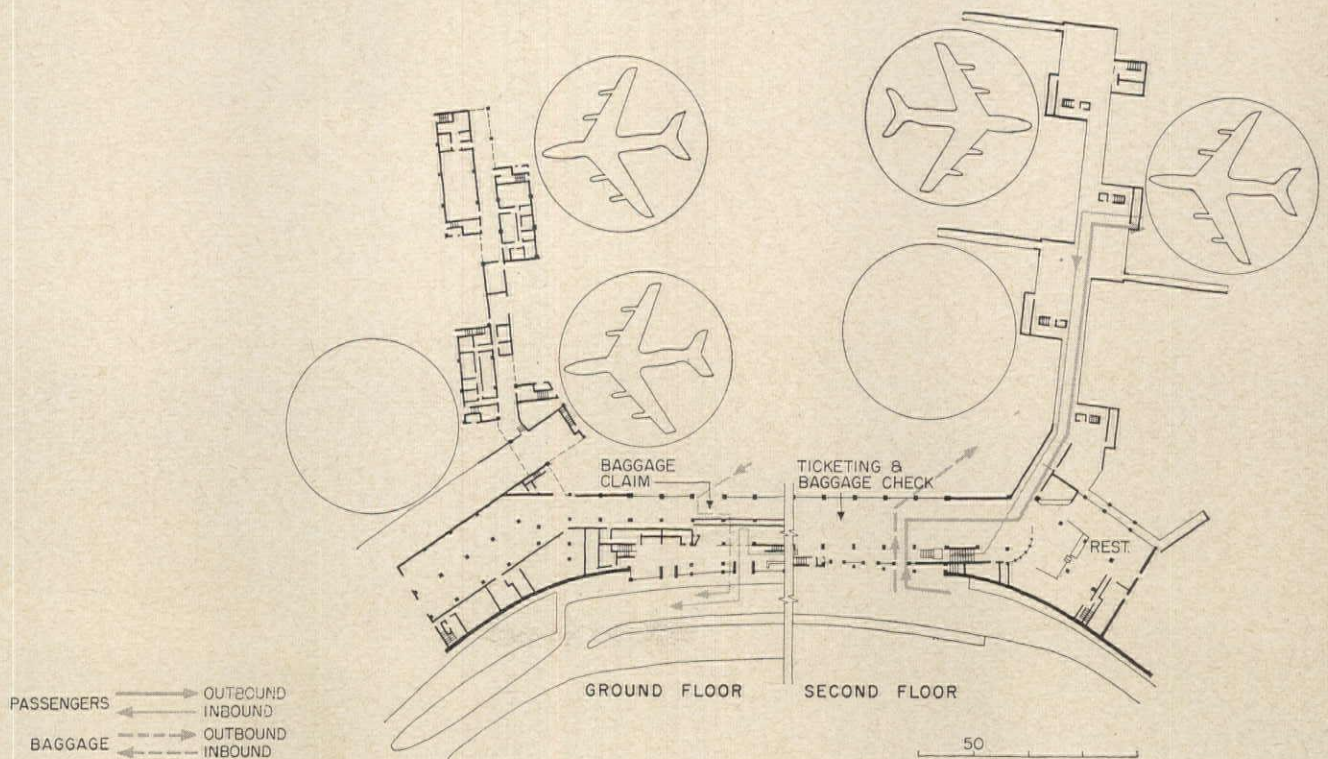 BAGGAGE
CLAIM
TICKETING &
BAGGAGE CHECK
REST.
GROUND FLOOR
SECOND FLOOR
PASSENGERS
OUTBOUND
INBOUND
BAGGAGE
OUTBOUND
INBOUND
50